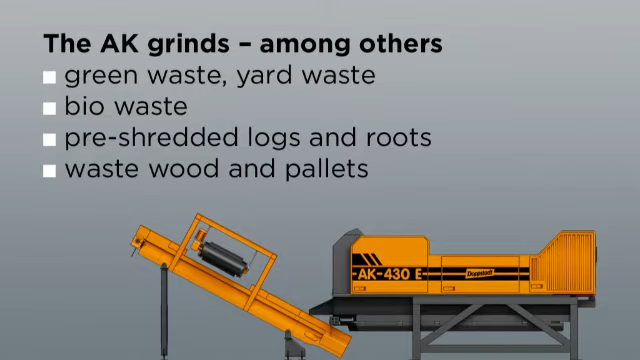 The AK grinds – among others
green waste, yard waste
bio waste
pre-shredded logs and roots
waste wood and pallets
AK-430 E
Doppstadt